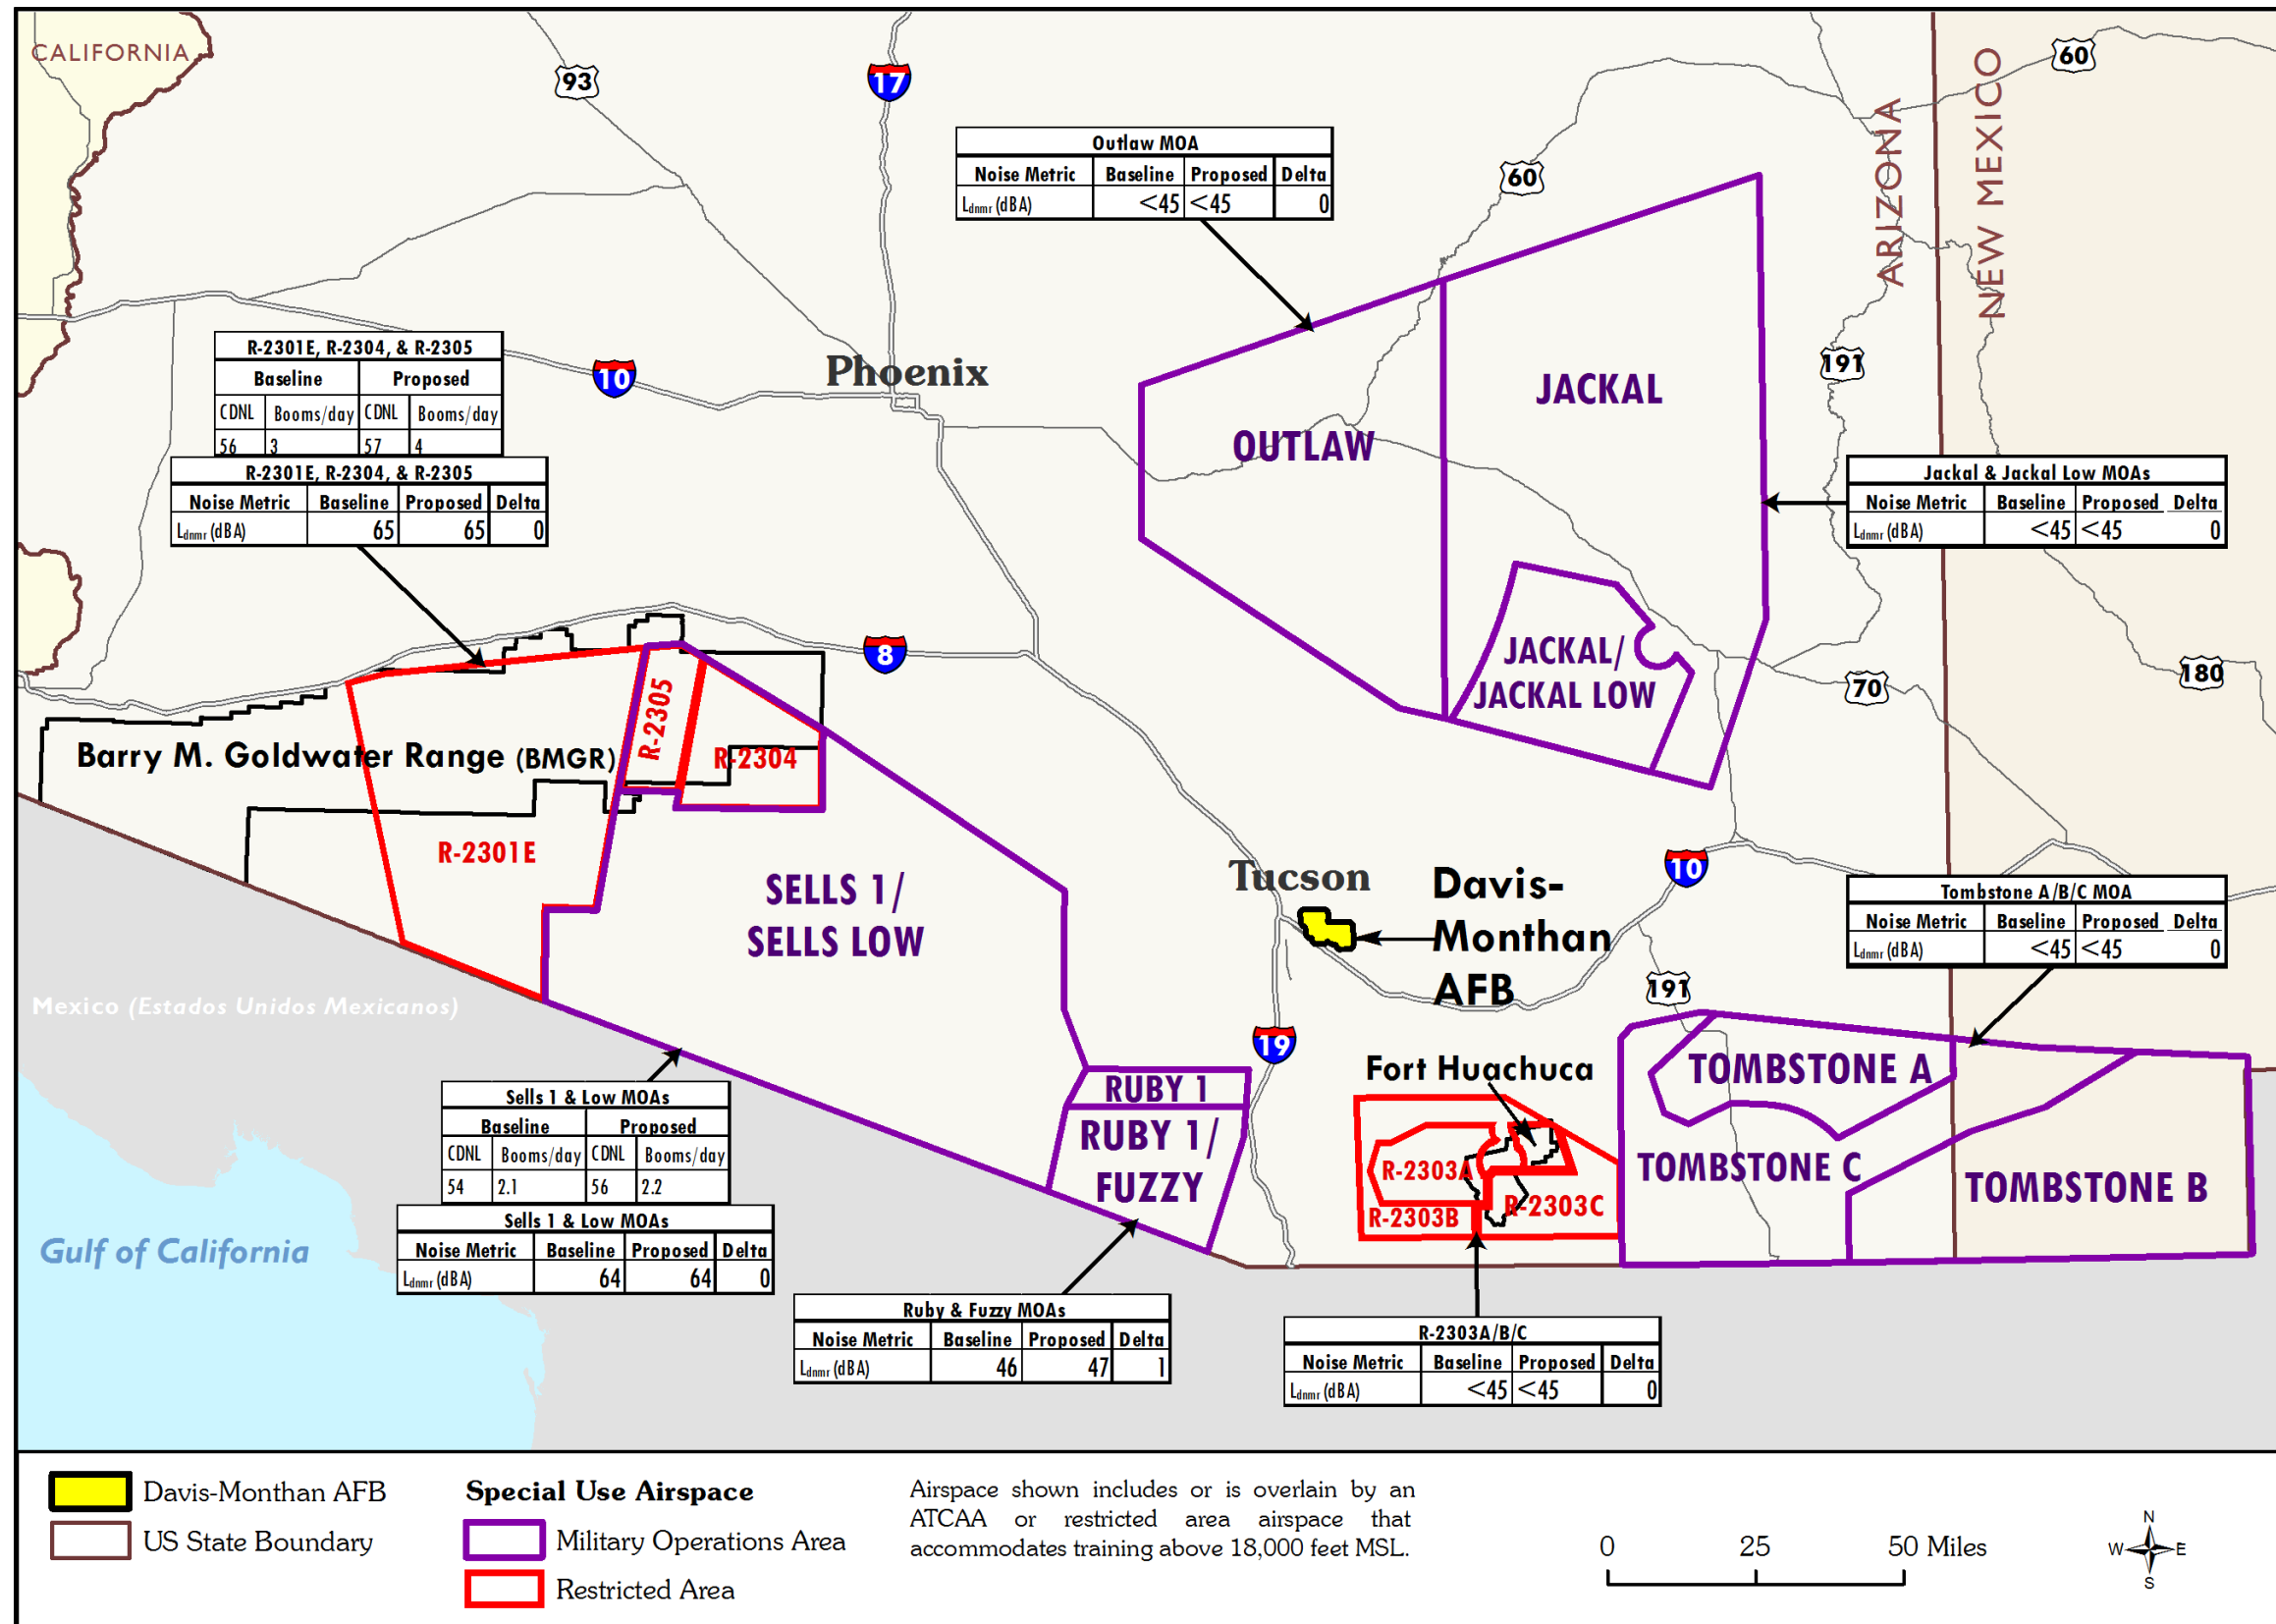 CALIFORNIA
93
17
60
ARIZONA
NEW MEXICO
60
Outlaw MOA
Noise Metric Baseline Proposed Delta
Ldnmr (dBA) <45 <45 0
R-2301E, R-2304, & R-2305
Baseline Proposed
CDNL Booms/day CDNL Booms/day
56 3 57 4
R-2301E, R-2304, & R-2305
Noise Metric Baseline Proposed Delta
Ldnmr (dBA) 65 65 0
10
Phoenix
JACKAL
OUTLAW
191
Jackal & Jackal Low MOAs
Noise Metric Baseline Proposed Delta
Ldnmr (dBA) <45 <45 0
8
JACKAL/
JACKAL LOW
70
180
Barry M. Goldwater Range (BMGR)
R-2305
R-2304
R-2301E
SELLS 1/
SELLS LOW
Tucson
Davis-
Monthan
AFB
10
Tombstone A/B/C MOA
Noise Metric Baseline Proposed Delta
Ldnmr (dBA) <45 <45 0
191
Mexico (Estados Unidos Mexicanos)
19
Fort Huachuca
TOMBSTONE A
TOMBSTONE C
TOMBSTONE B
RUBY 1
RUBY 1/
FUZZY
R-2303A
R-2303B
R-2303C
Sells 1 & Low MOAs
Baseline Proposed
CDNL Booms/day CDNL Booms/day
54 2.1 56 2.2
Sells 1 & Low MOAs
Noise Metric Baseline Proposed Delta
Ldnmr (dBA) 64 64 0
Gulf of California
Ruby & Fuzzy MOAs
Noise Metric Baseline Proposed Delta
Ldnmr (dBA) 46 47 1
R-2303A/B/C
Noise Metric Baseline Proposed Delta
Ldnmr (dBA) <45 <45 0
Davis-Monthan AFB
US State Boundary
Special Use Airspace
Military Operations Area
Restricted Area
Airspace shown includes or is overlain by an
ATCAA or restricted area airspace that
accommodates training above 18,000 feet MSL.
0 25 50 Miles
N
W E
S